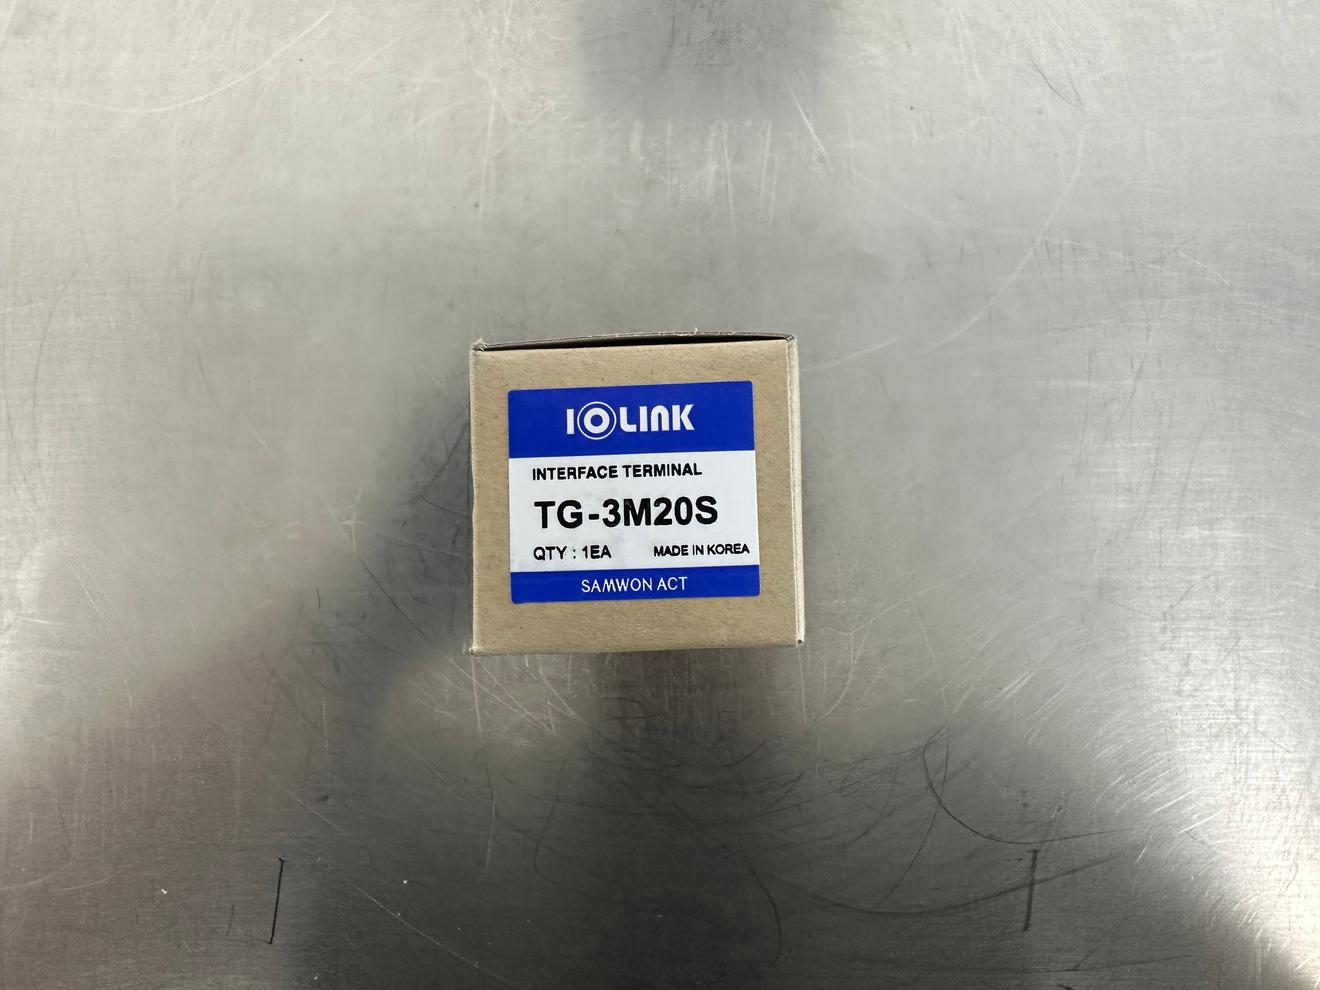 IOLINK
INTERFACE TERMINAL
TG-3M20S
QTY : 1EA MADE IN KOREA
SAMWON ACT